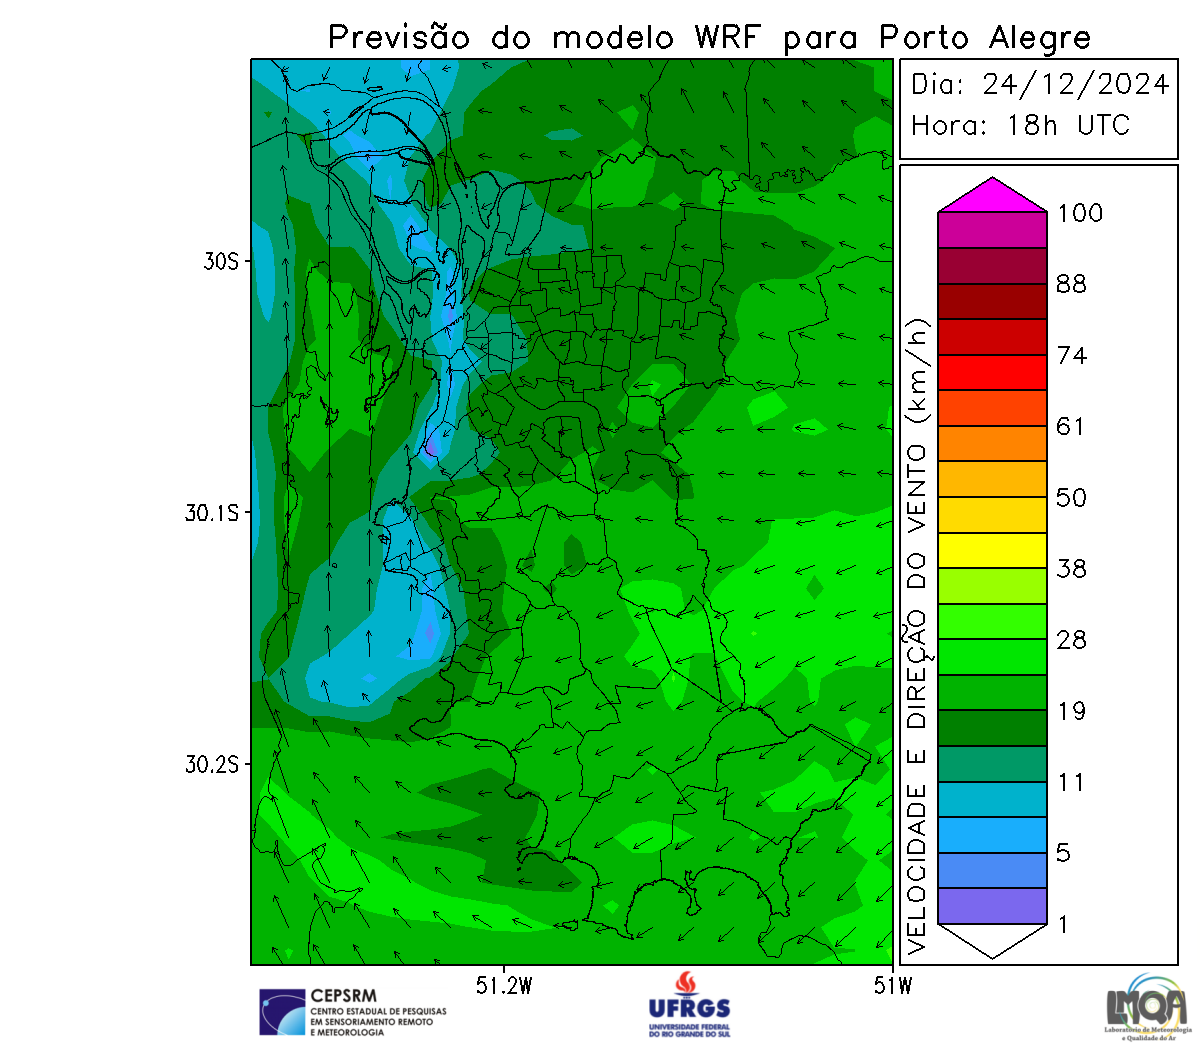 Previsão do modelo WRF para Porto Alegre
Dia: 24/12/2024
Hora: 18h UTC
VELOCIDADE E DIREÇÃO DO VENTO (km/h)
100
88
74
61
50
38
28
19
11
5
1
30S
30.1S
30.2S
51.2W
51W
CEPSRM
CENTRO ESTADUAL DE PESQUISAS
EM SENSORIAMENTO REMOTO
E METEOROLOGIA
UFRGS
UNIVERSIDADE FEDERAL
DO RIO GRANDE DO SUL
LMQA
Laboratório de Meteorologia
e Qualidade do Ar